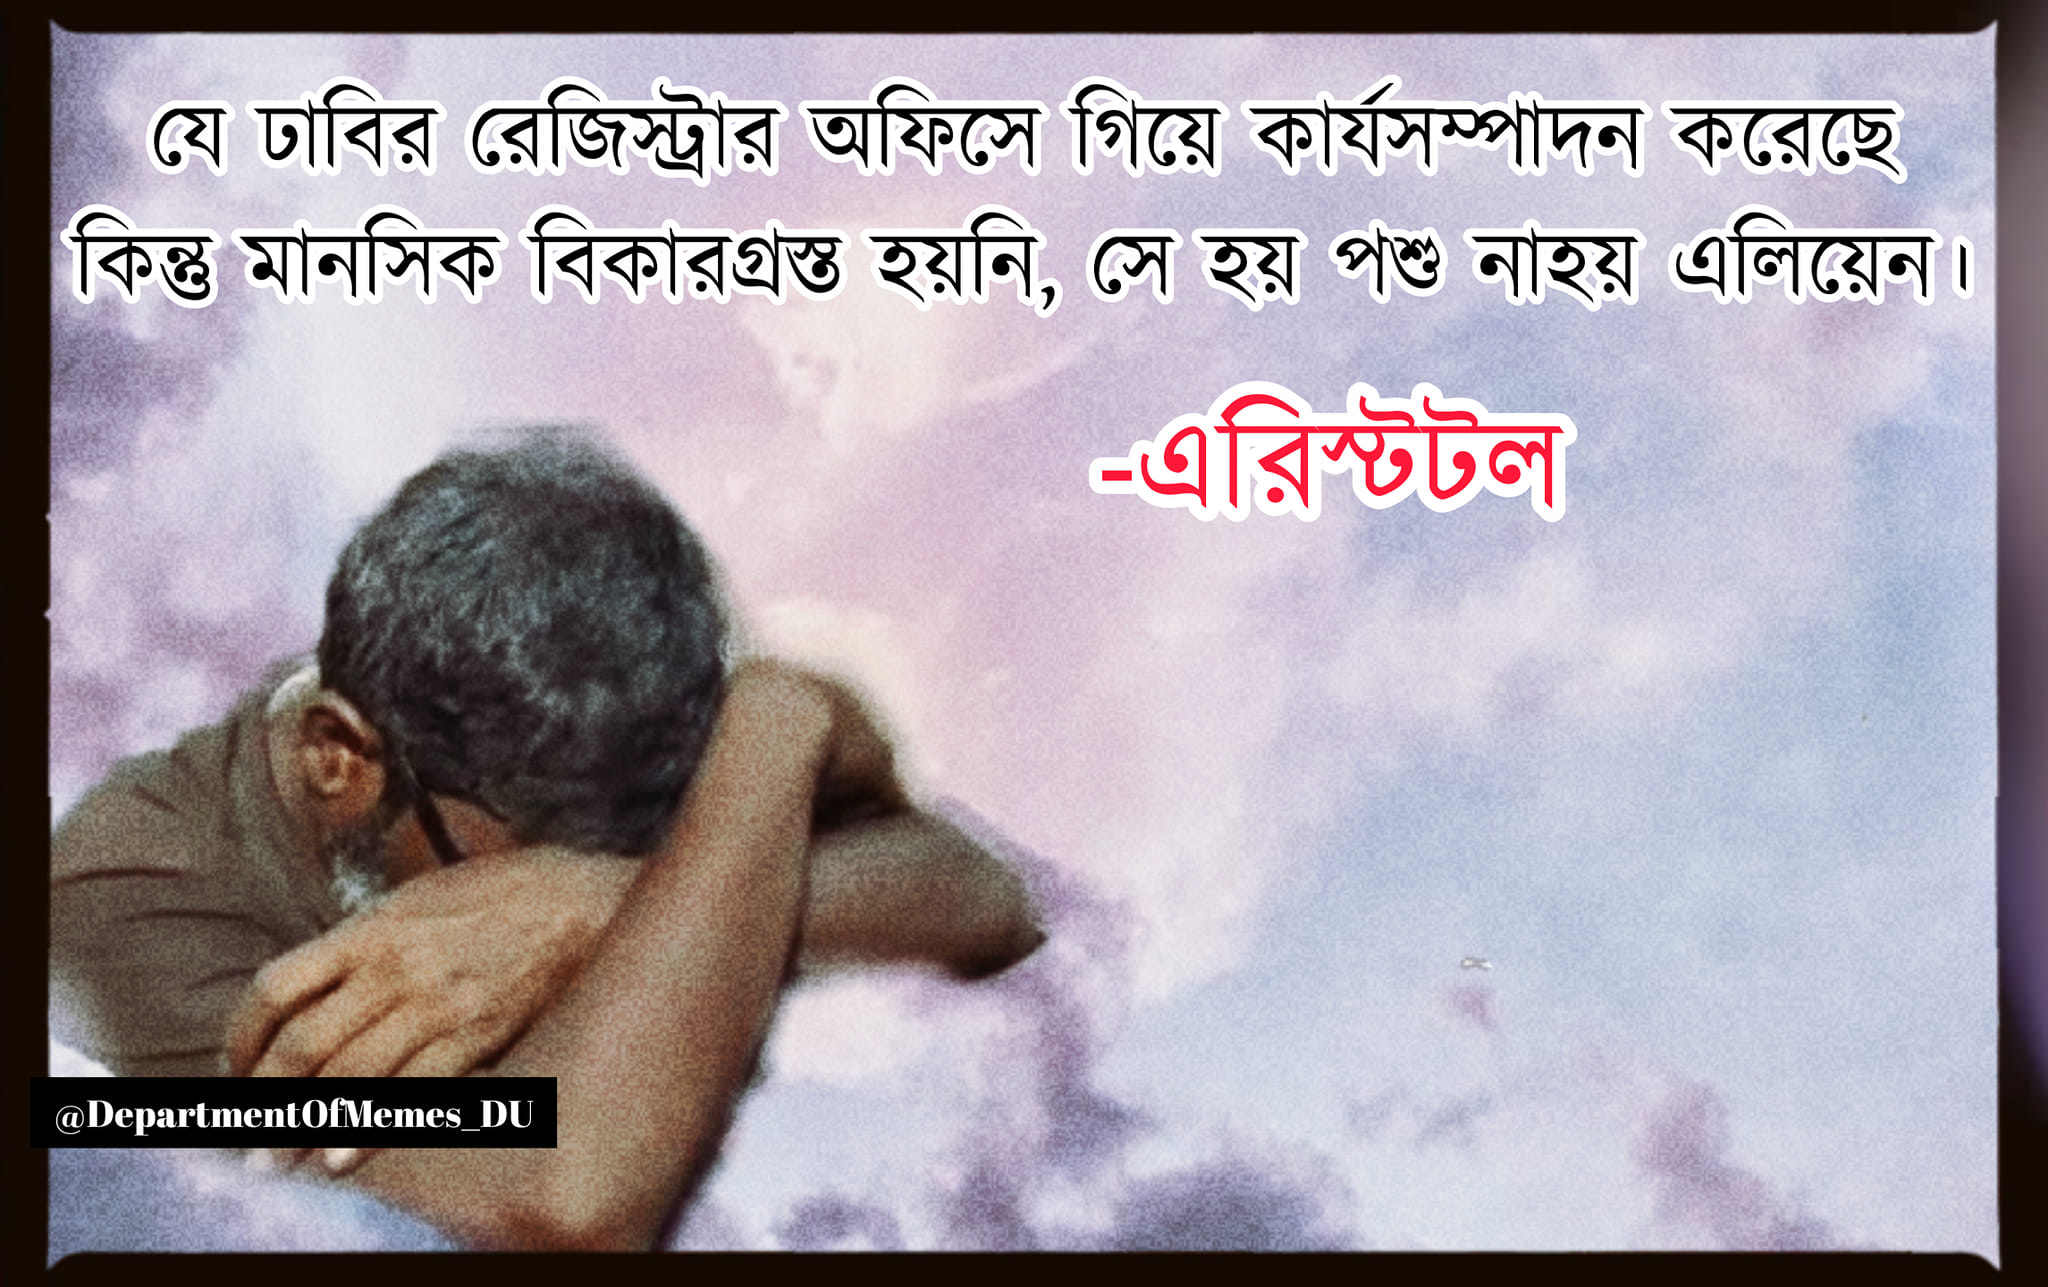 যে ঢাবির রেজিস্ট্রার অফিসে গিয়ে কার্যসম্পাদন করেছে
কিন্তু মানসিক বিকারগ্রস্ত হয়নি, সে হয় পশু নাহয় এলিয়েন।
-এরিস্টটল
@DepartmentOfMemes_DU